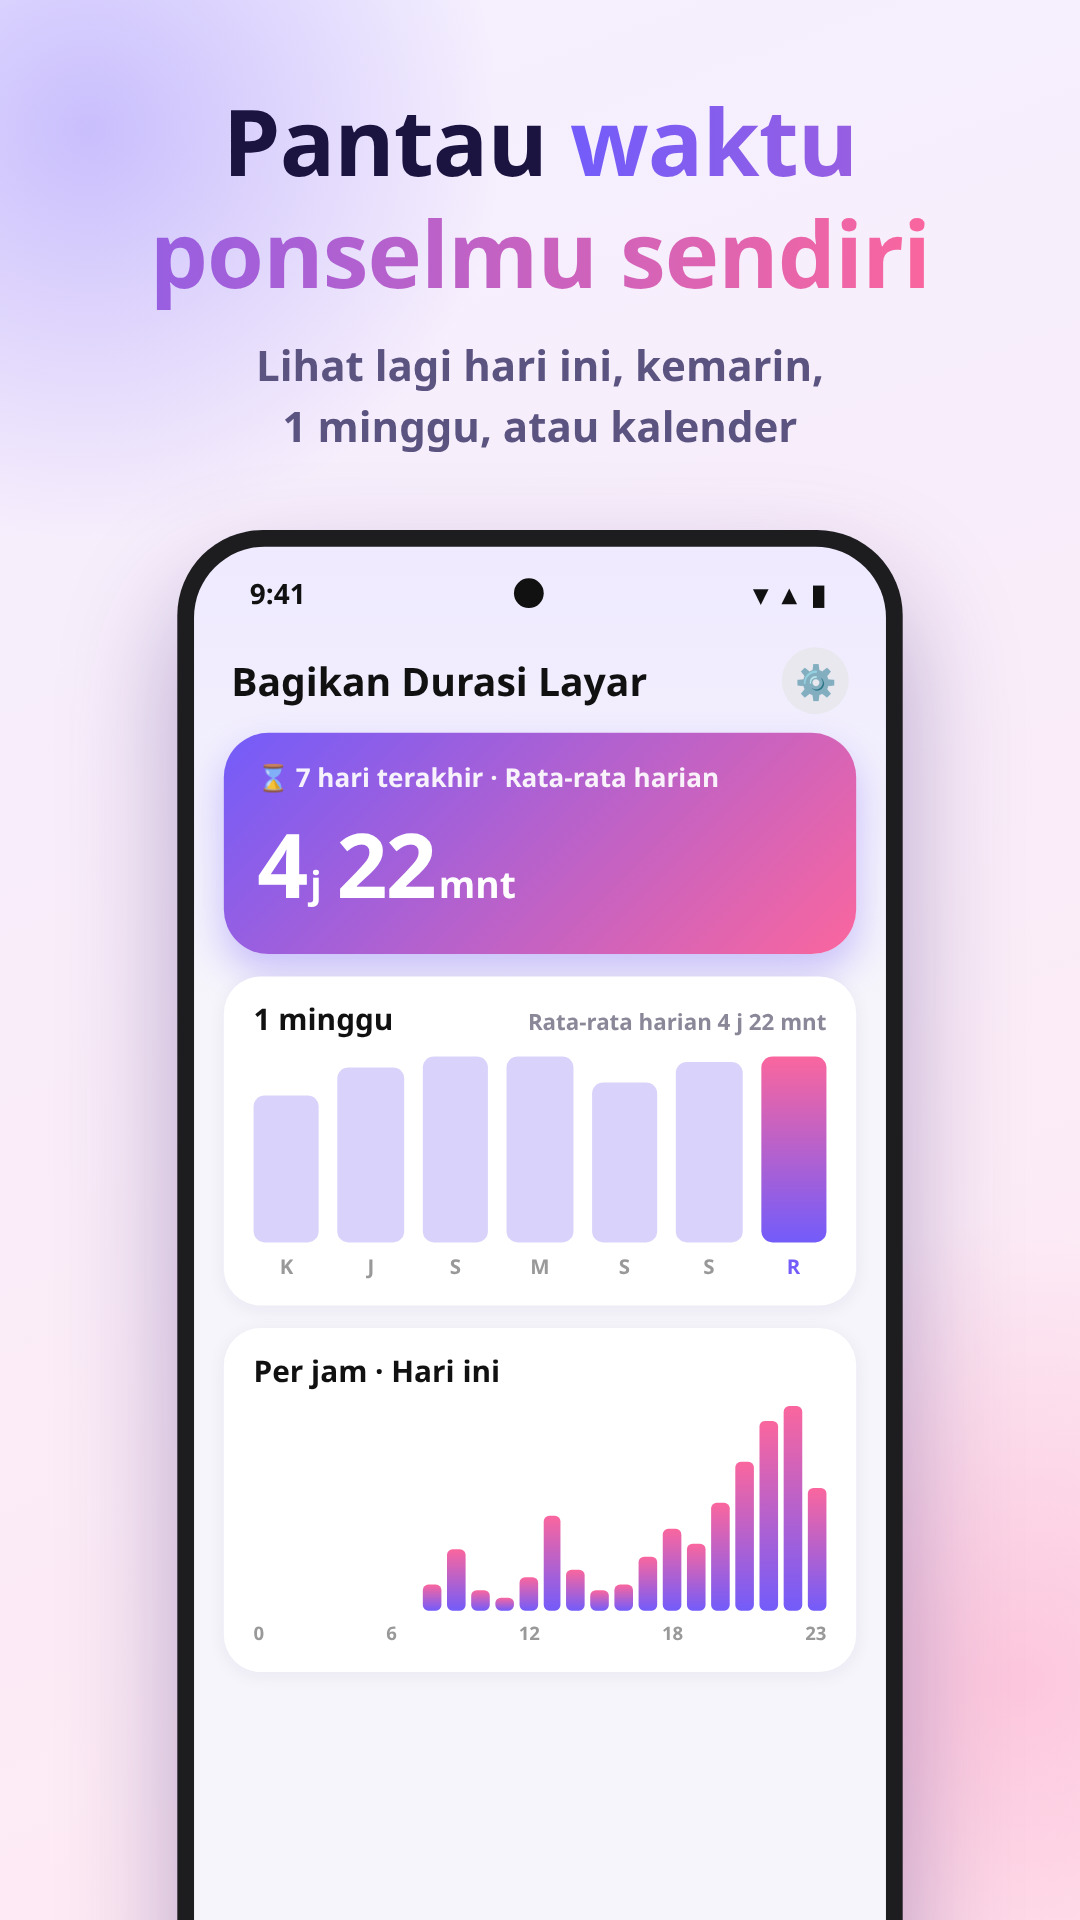 Pantau waktu
ponselmu sendiri
Lihat lagi hari ini, kemarin,
1 minggu, atau kalender
9:41
Bagikan Durasi Layar
7 hari terakhir · Rata-rata harian
4j 22mnt
1 minggu
Rata-rata harian 4 j 22 mnt
K J S M S S R
Per jam · Hari ini
0 6 12 18 23